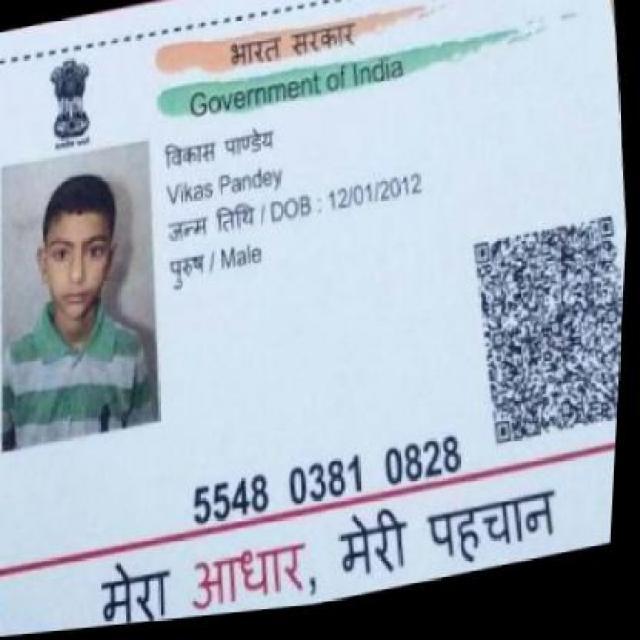 भारत सरकार
Government of India
विकास पाण्डेय
Vikas Pandey
जन्म तिथि / DOB : 12/01/2012
पुरुष / Male
5548 0381 0828
मेरा आधार, मेरी पहचान